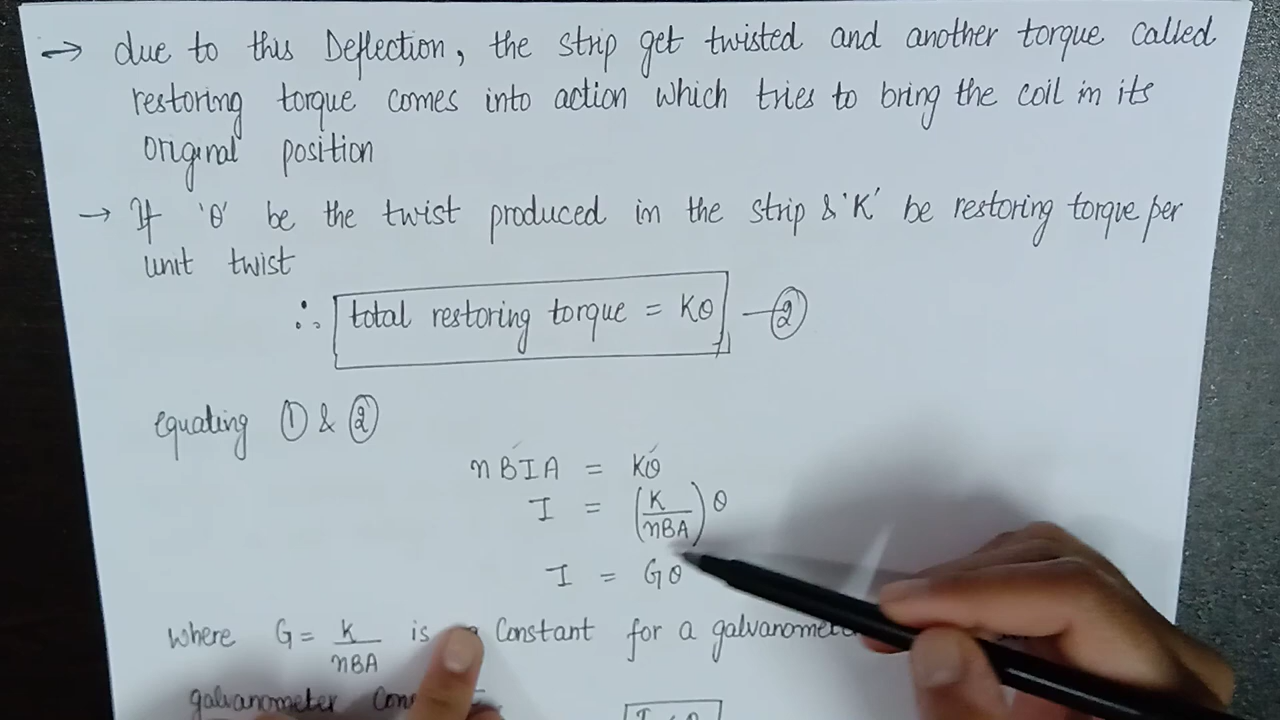 → due to this Deflection, the strip get twisted and another torque called
restoring torque comes into action which tries to bring the coil in its
original position
→ If 'θ' be the twist produced in the strip & 'K' be restoring torque per
unit twist
∴ total restoring torque = Kθ — ②
equating ① & ②
nBIA = Kθ
I = (K/nBA) θ
I = Gθ
where G = K/nBA is Constant for a galvanometer
galvanometer